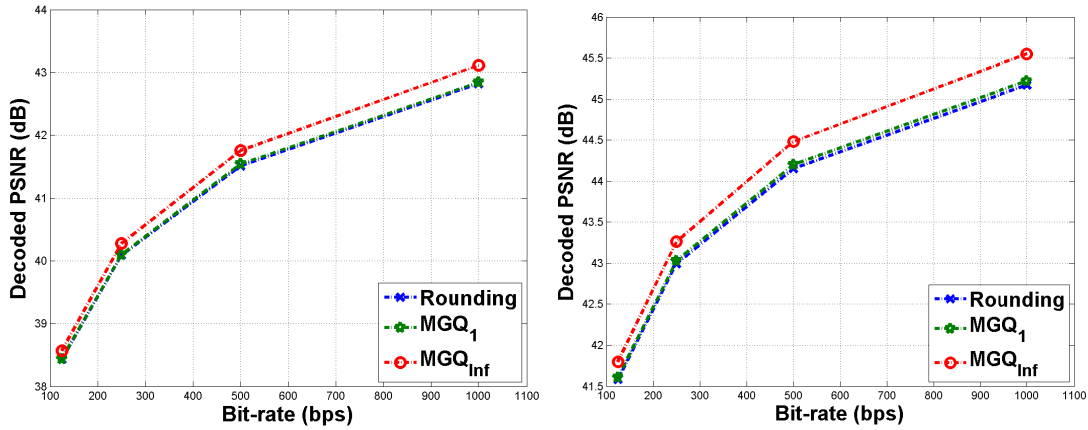 44
43
42
41
40
39
38
100 200 300 400 500 600 700 800 900 1000 1100
Decoded PSNR (dB)
Bit-rate (bps)
Rounding
MGQ1
MGQInf
46
45.5
45
44.5
44
43.5
43
42.5
42
41.5
100 200 300 400 500 600 700 800 900 1000 1100
Decoded PSNR (dB)
Bit-rate (bps)
Rounding
MGQ1
MGQInf